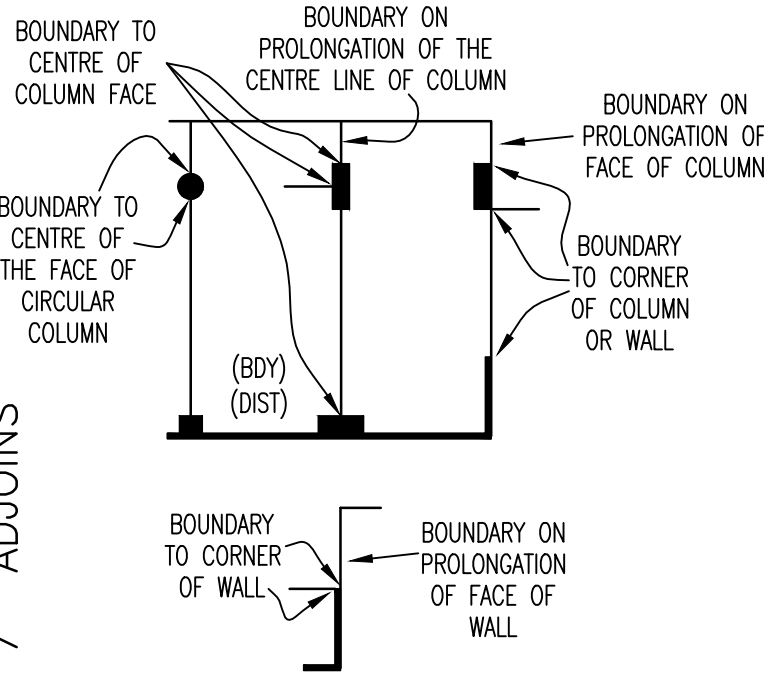 BOUNDARY TO
CENTRE OF
COLUMN FACE
BOUNDARY ON
PROLONGATION OF THE
CENTRE LINE OF COLUMN
BOUNDARY ON
PROLONGATION OF
FACE OF COLUMN
BOUNDARY TO
CENTRE OF
THE FACE OF
CIRCULAR
COLUMN
BOUNDARY
TO CORNER
OF COLUMN
OR WALL
(BDY)
(DIST)
ADJOINS
BOUNDARY
TO CORNER
OF WALL
BOUNDARY ON
PROLONGATION
OF FACE OF
WALL